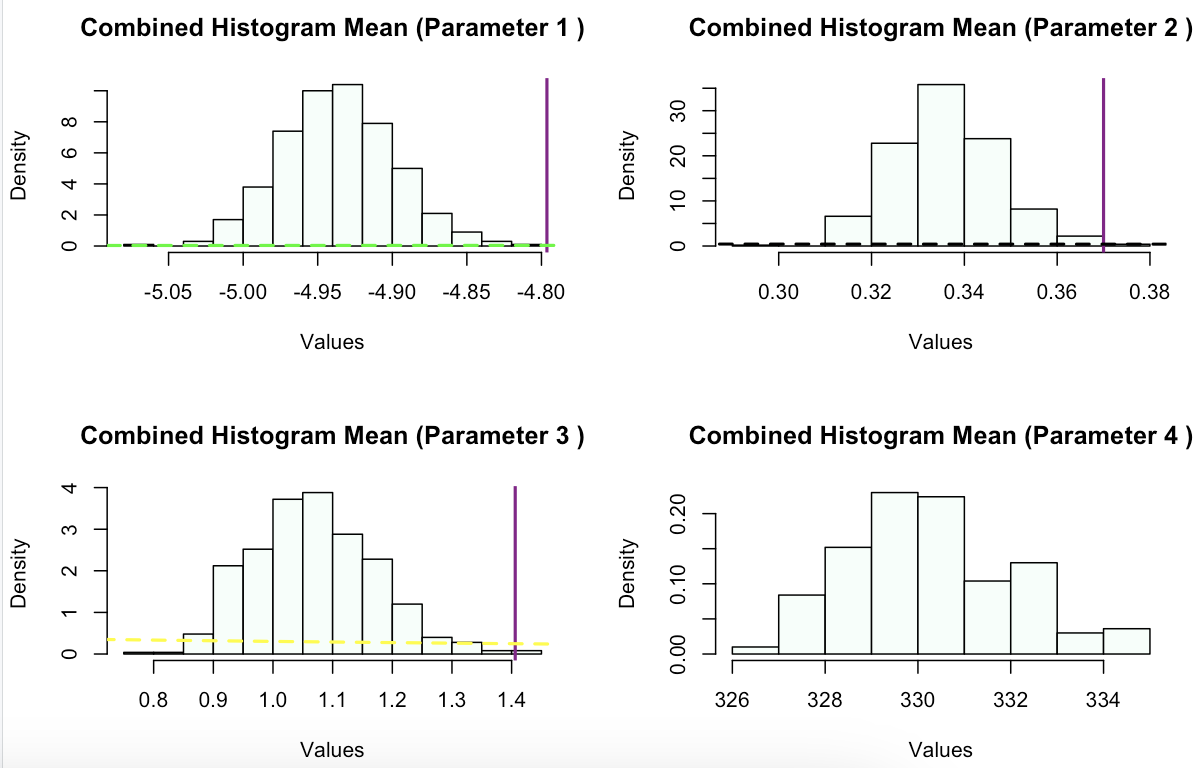 Combined Histogram Mean (Parameter 1 )
Density
0 2 4 6 8
-5.05 -5.00 -4.95 -4.90 -4.85 -4.80
Values
Combined Histogram Mean (Parameter 2 )
Density
0 10 20 30
0.30 0.32 0.34 0.36 0.38
Values
Combined Histogram Mean (Parameter 3 )
Density
0 1 2 3 4
0.8 0.9 1.0 1.1 1.2 1.3 1.4
Values
Combined Histogram Mean (Parameter 4 )
Density
0.00 0.10 0.20
326 328 330 332 334
Values